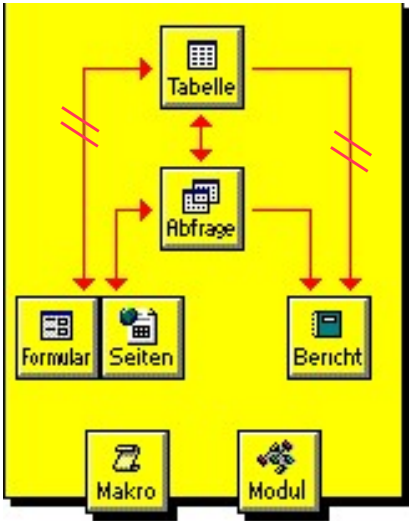 Tabelle
Abfrage
Formular
Seiten
Bericht
Makro
Modul